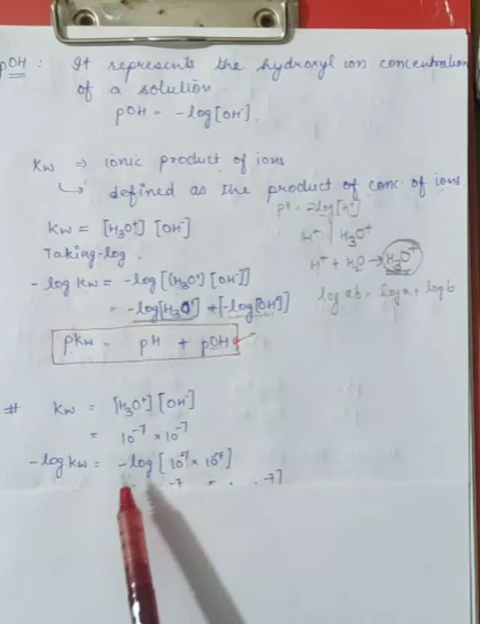 pOH : It represents the hydroxyl ion concentration
of a solution
pOH = -log[OH⁻].
Kw ⇒ ionic product of ions
↳ defined as the product of conc. of ions
pH = -log[H⁺]
Kw = [H₃O⁺] [OH⁻]
H⁺ | H₃O⁺
Taking-log.
H⁺ + H₂O → H₃O⁺
-log Kw = -log[(H₃O⁺) [OH⁻]]
log ab = log a + log b
= -log[H₃O⁺] + [-log[OH⁻]]
pKw = pH + pOH
# Kw = [H₃O⁺] [OH⁻]
= 10⁻⁷ × 10⁻⁷
-log Kw = -log [10⁻⁷ × 10⁻⁷]